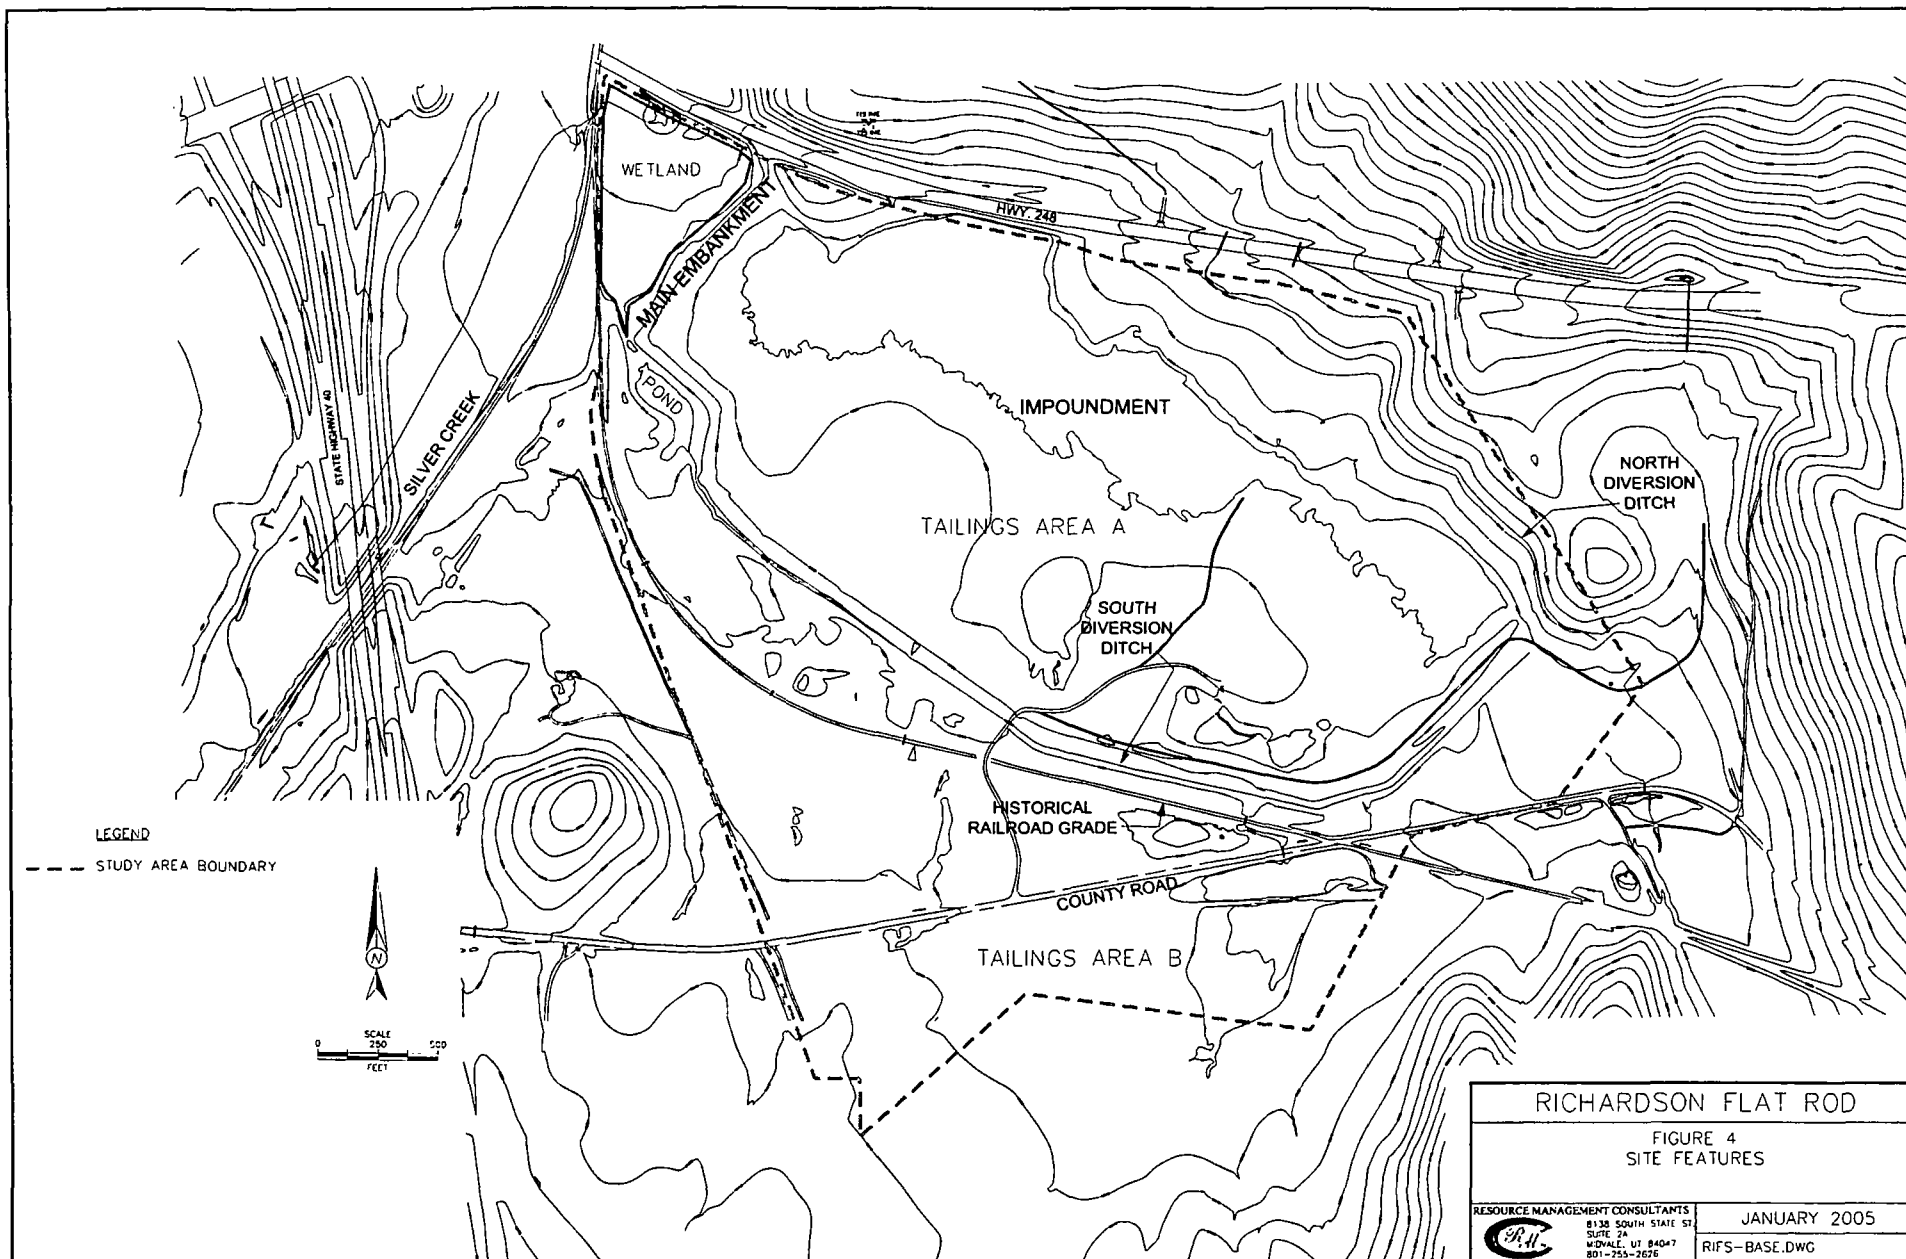 WETLAND
MAIN EMBANKMENT
HWY. 248
STATE HIGHWAY 40
SILVER CREEK
POND
IMPOUNDMENT
NORTH
DIVERSION
DITCH
TAILINGS AREA A
SOUTH
DIVERSION
DITCH
HISTORICAL
RAILROAD GRADE
COUNTY ROAD
TAILINGS AREA B
LEGEND
STUDY AREA BOUNDARY
N
SCALE
0 250 500
FEET
RICHARDSON FLAT ROD
FIGURE 4
SITE FEATURES
RESOURCE MANAGEMENT CONSULTANTS
8138 SOUTH STATE ST.
SUITE 2A
MIDVALE, UT 84047
801-255-2626
JANUARY 2005
RIFS-BASE.DWG